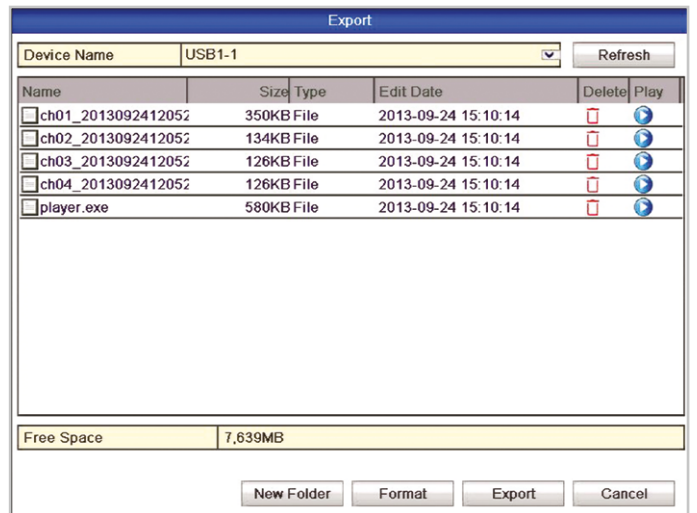 Export
Device Name USB1-1 Refresh
Name Size Type Edit Date Delete Play
ch01_2013092412052 350KB File 2013-09-24 15:10:14
ch02_2013092412052 134KB File 2013-09-24 15:10:14
ch03_2013092412052 126KB File 2013-09-24 15:10:14
ch04_2013092412052 126KB File 2013-09-24 15:10:14
player.exe 580KB File 2013-09-24 15:10:14
Free Space 7,639MB
New Folder Format Export Cancel